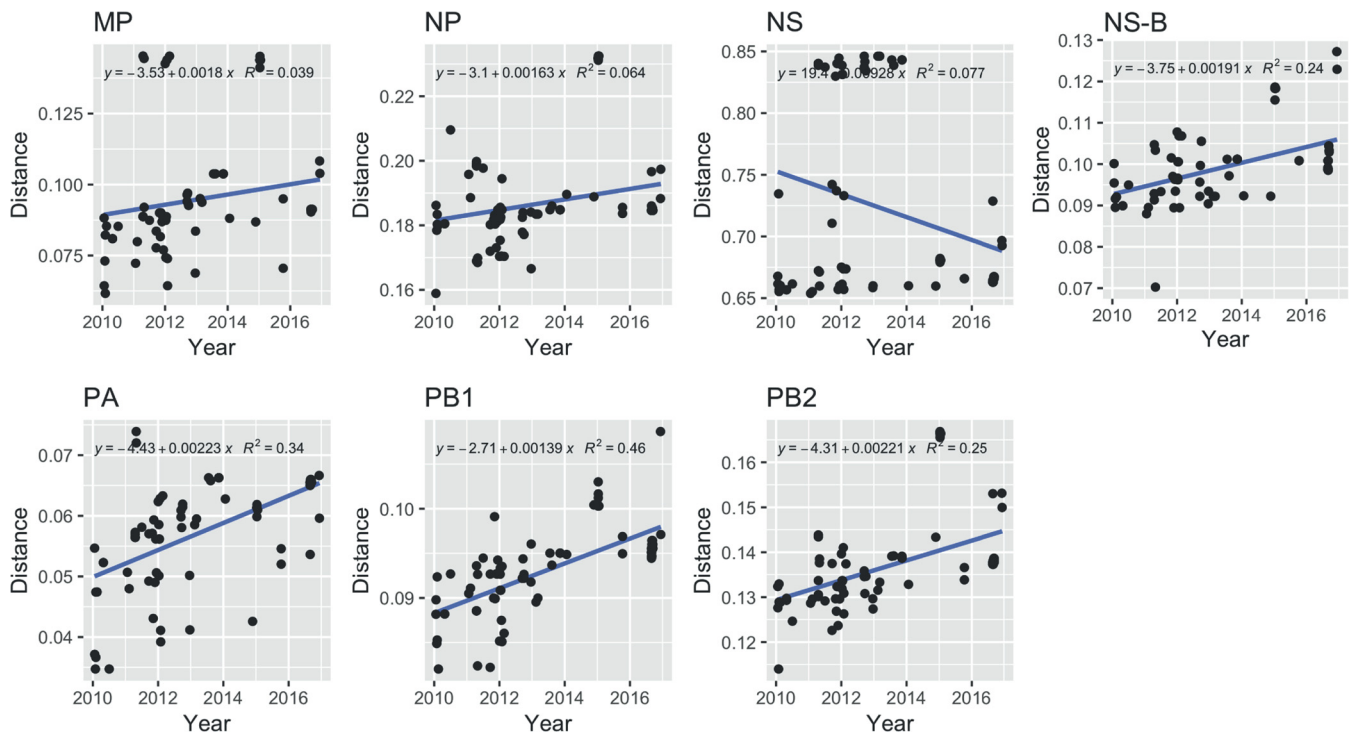 MP
NP
NS
NS-B
y = −3.53 + 0.0018 x R² = 0.039
y = −3.1 + 0.00163 x R² = 0.064
y = 19.4 0.00928 x R² = 0.077
y = −3.75 + 0.00191 x R² = 0.24
Distance
0.125
0.100
0.075
2010 2012 2014 2016
Year
Distance
0.22
0.20
0.18
0.16
2010 2012 2014 2016
Year
Distance
0.85
0.80
0.75
0.70
0.65
2010 2012 2014 2016
Year
Distance
0.13
0.12
0.11
0.10
0.09
0.08
0.07
2010 2012 2014 2016
Year
PA
PB1
PB2
y = −4.43 + 0.00223 x R² = 0.34
y = −2.71 + 0.00139 x R² = 0.46
y = −4.31 + 0.00221 x R² = 0.25
Distance
0.07
0.06
0.05
0.04
2010 2012 2014 2016
Year
Distance
0.10
0.09
2010 2012 2014 2016
Year
Distance
0.16
0.15
0.14
0.13
0.12
2010 2012 2014 2016
Year